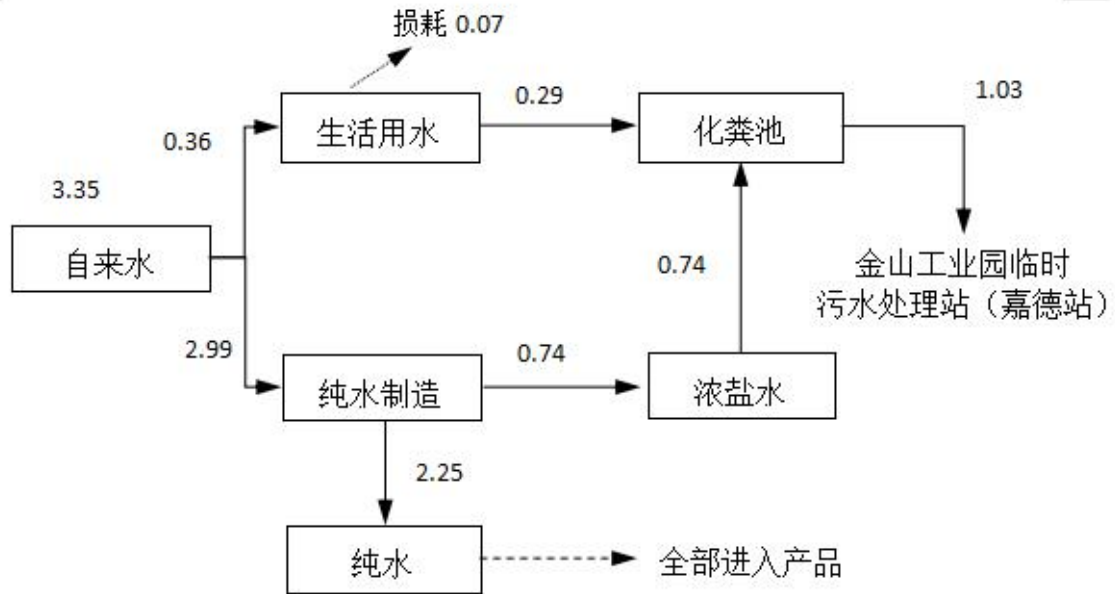 损耗 0.07
0.29
1.03
生活用水
化粪池
0.36
3.35
自来水
0.74
金山工业园临时
污水处理站（嘉德站）
2.99
0.74
纯水制造
浓盐水
2.25
纯水
全部进入产品